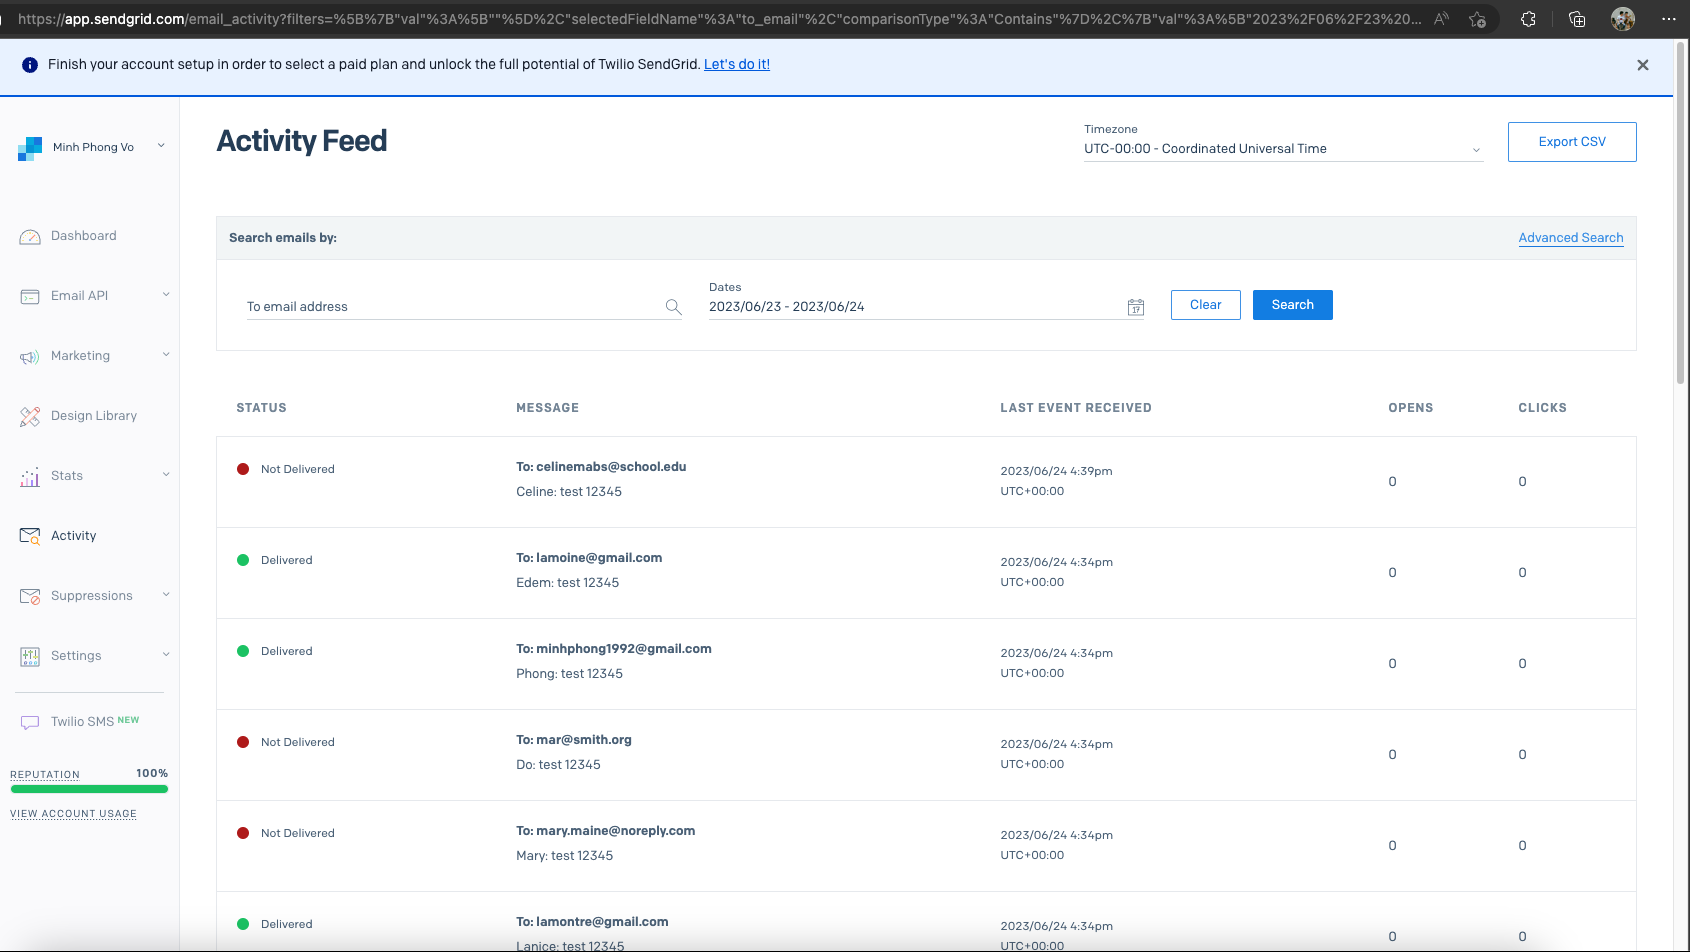 https://app.sendgrid.com/email_activity?filters=%5B%7B"val"%3A%5B""%5D%2C"selectedFieldName"%3A"to_email"%2C"comparisonType"%3A"Contains"%7D%2C%7B"val"%3A%5B"2023%2F06%2F23%20...
Finish your account setup in order to select a paid plan and unlock the full potential of Twilio SendGrid. Let's do it!
Minh Phong Vo
Dashboard
Email API
Marketing
Design Library
Stats
Activity
Suppressions
Settings
Twilio SMS NEW
REPUTATION 100%
VIEW ACCOUNT USAGE
Activity Feed
Timezone
UTC-00:00 - Coordinated Universal Time
Export CSV
Search emails by:
Advanced Search
To email address
Dates
2023/06/23 - 2023/06/24
17
Clear
Search
STATUS MESSAGE LAST EVENT RECEIVED OPENS CLICKS
Not Delivered
To: celinemabs@school.edu
Celine: test 12345
2023/06/24 4:39pm
UTC+00:00
0
0
Delivered
To: lamoine@gmail.com
Edem: test 12345
2023/06/24 4:34pm
UTC+00:00
0
0
Delivered
To: minhphong1992@gmail.com
Phong: test 12345
2023/06/24 4:34pm
UTC+00:00
0
0
Not Delivered
To: mar@smith.org
Do: test 12345
2023/06/24 4:34pm
UTC+00:00
0
0
Not Delivered
To: mary.maine@noreply.com
Mary: test 12345
2023/06/24 4:34pm
UTC+00:00
0
0
Delivered
To: lamontre@gmail.com
Lanice: test 12345
2023/06/24 4:34pm
UTC+00:00
0
0